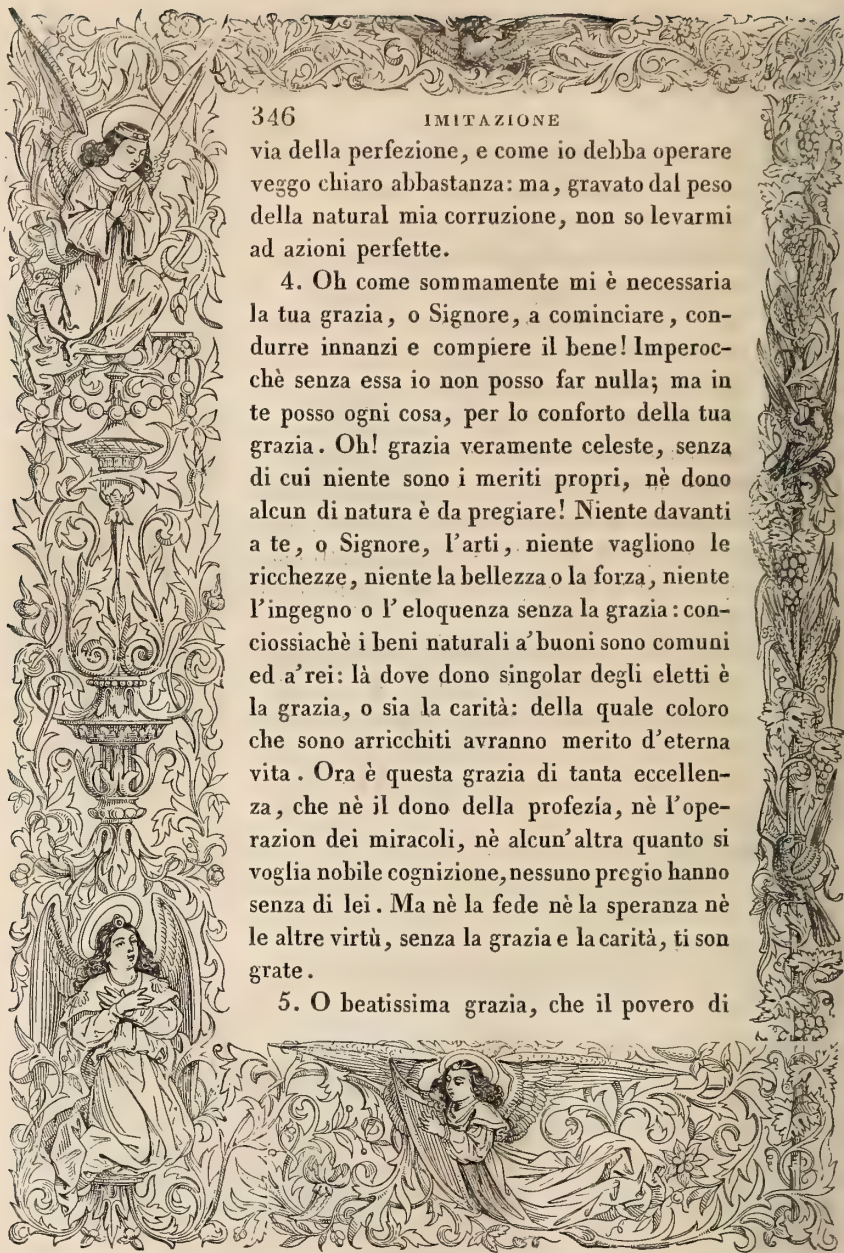 346 IMITAZIONE
via della perfezione, e come io debba operare
veggo chiaro abbastanza: ma, gravato dal peso
della natural mia corruzione, non so levarmi
ad azioni perfette.
4. Oh come sommamente mi è necessaria
la tua grazia, o Signore, a cominciare, con-
durre innanzi e compiere il bene! Imperoc-
chè senza essa io non posso far nulla; ma in
te posso ogni cosa, per lo conforto della tua
grazia. Oh! grazia veramente celeste, senza
di cui niente sono i meriti propri, nè dono
alcun di natura è da pregiare! Niente davanti
a te, o Signore, l'arti, niente vagliono le
ricchezze, niente la bellezza o la forza, niente
l'ingegno o l'eloquenza senza la grazia: con-
ciossiachè i beni naturali a'buoni sono comuni
ed a'rei: là dove dono singolar degli eletti è
la grazia, o sia la carità: della quale coloro
che sono arricchiti avranno merito d'eterna
vita. Ora è questa grazia di tanta eccellen-
za, che nè il dono della profezía, nè l'ope-
razion dei miracoli, nè alcun'altra quanto si
voglia nobile cognizione, nessuno pregio hanno
senza di lei. Ma nè la fede nè la speranza nè
le altre virtù, senza la grazia e la carità, ti son
grate.
5. O beatissima grazia, che il povero di